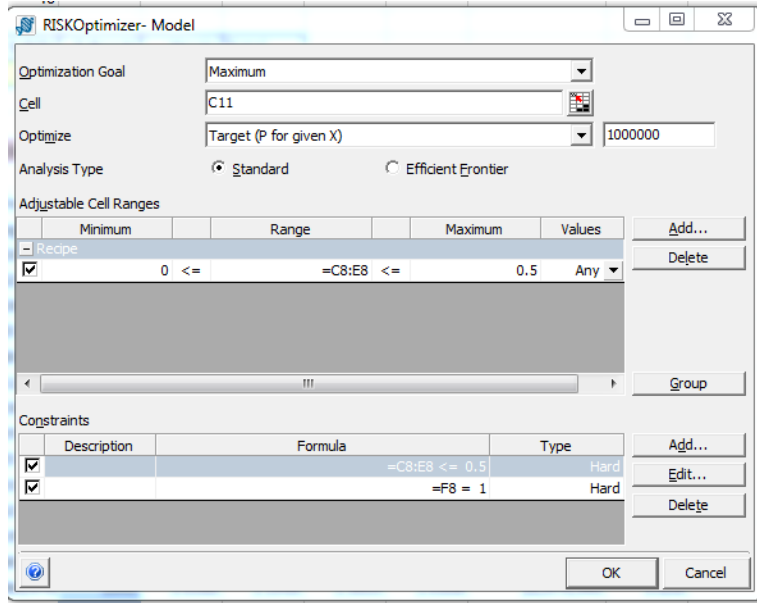 RISKOptimizer- Model
Optimization Goal Maximum
Cell C11
Optimize Target (P for given X) 1000000
Analysis Type Standard Efficient Frontier
Adjustable Cell Ranges
Minimum Range Maximum Values Add...
Recipe
Delete
0 <= =C8:E8 <= 0.5 Any
Group
Constraints
Description Formula Type Add...
=C8:E8 <= 0.5 Hard
Edit...
=F8 = 1 Hard
Delete
OK Cancel